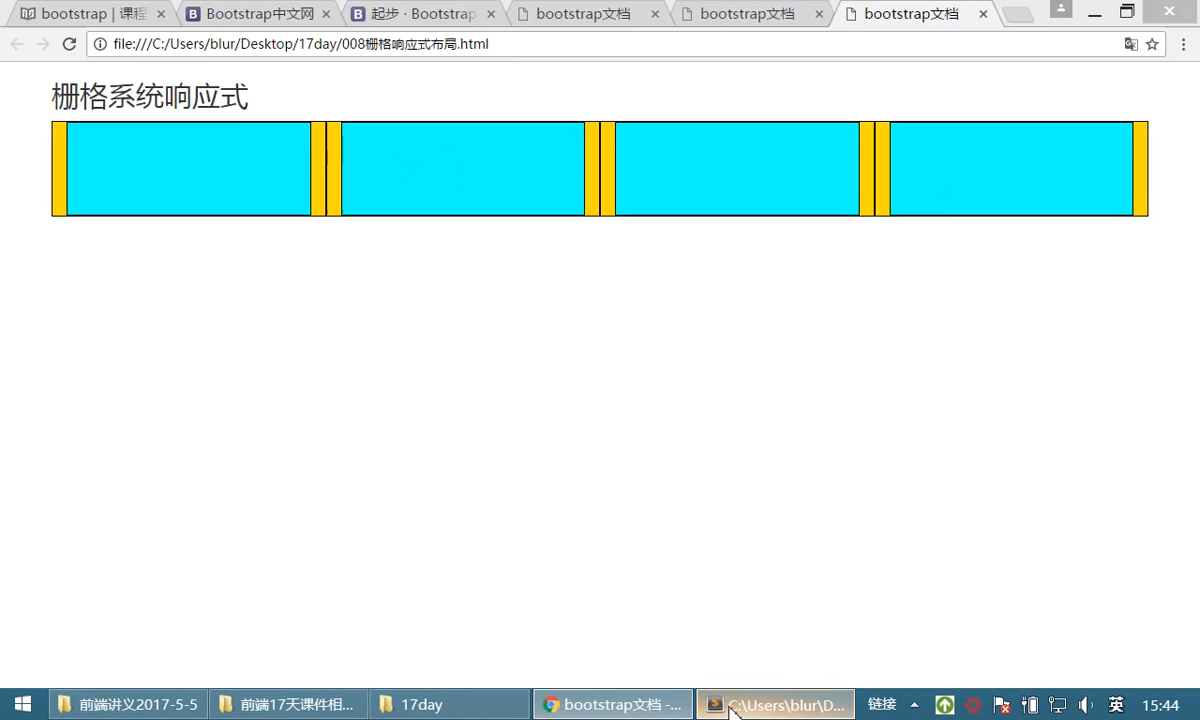 bootstrap | 课程
Bootstrap中文网
起步 · Bootstrap
bootstrap文档
bootstrap文档
bootstrap文档
file:///C:/Users/blur/Desktop/17day/008栅格响应式布局.html
栅格系统响应式
前端讲义2017-5-5
前端17天课件相...
17day
bootstrap文档 -...
C:\Users\blur\D...
链接
英
15:44